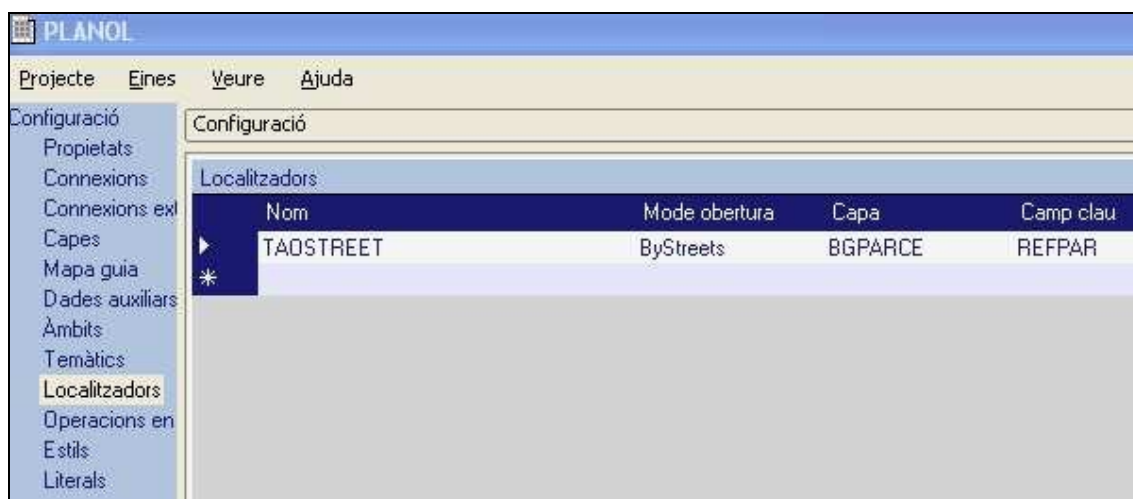 PLANOL
Projecte Eines Veure Ajuda
Configuració
Propietats
Connexions
Connexions ext
Capes
Mapa guia
Dades auxiliars
Àmbits
Temàtics
Localitzadors
Operacions en
Estils
Literals
Configuració
Localitzadors
Nom Mode obertura Capa Camp clau
TAOSTREET ByStreets BGPARCE REFPAR